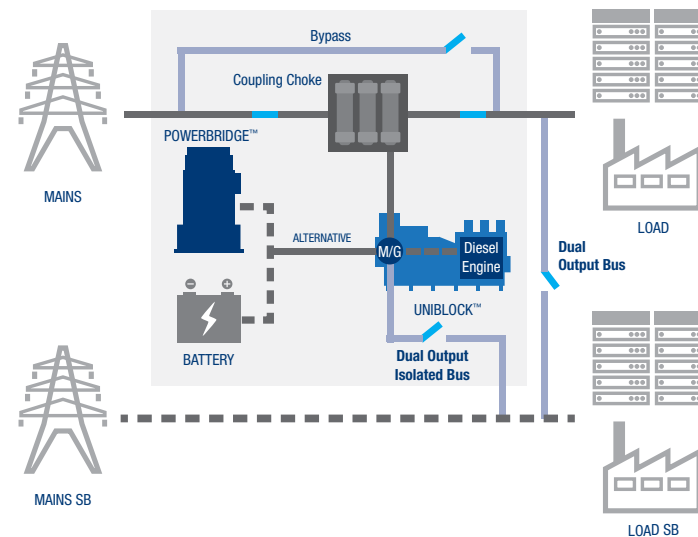 Bypass
Coupling Choke
POWERBRIDGE™
MAINS
LOAD
ALTERNATIVE
M/G
Diesel
Engine
Dual
Output Bus
UNIBLOCK™
BATTERY
Dual Output
Isolated Bus
MAINS SB
LOAD SB